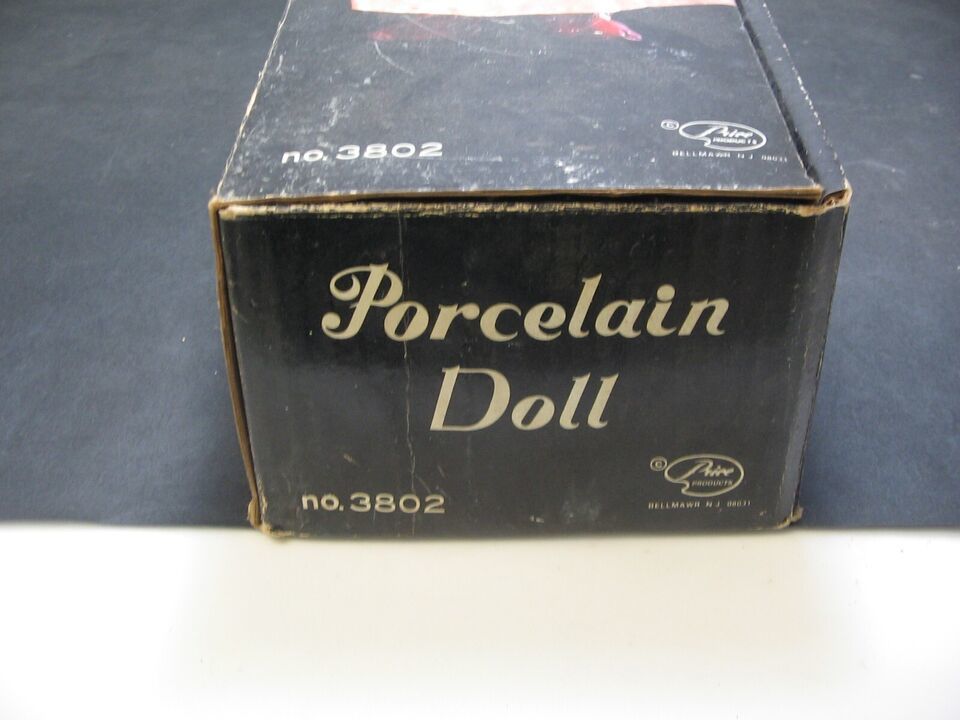 no. 3802
© Price
PRODUCTS
BELLMAWR N J 08031
Porcelain
Doll
no. 3802
© Price
PRODUCTS
BELLMAWR N J 08031